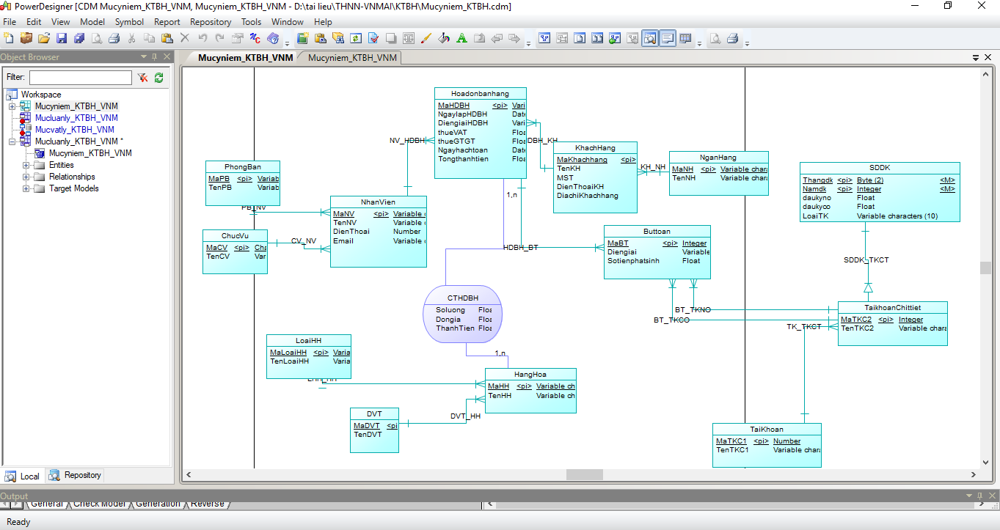 PowerDesigner [CDM Mucyniem_KTBH_VNM, Mucyniem_KTBH_VNM - D:\tai lieu\THNN-VNMAI\KTBH\Mucyniem_KTBH.cdm]
File Edit View Model Symbol Report Repository Tools Window Help
Object Browser
Filter:
Workspace
Mucyniem_KTBH_VNM
Mucluanly_KTBH_VNM
Mucvatly_KTBH_VNM
Mucluanly_KTBH_VNM *
Mucyniem_KTBH_VNM
Entities
Relationships
Target Models
Local Repository
Mucyniem_KTBH_VNM Mucyniem_KTBH_VNM
Hoadonbanhang
MaHDBH <pi> Vari
NgaylapHDBH Date
DiengiaiHDBH Vari
thueVAT Floa
thueGTGT Floa
Ngayhachtoan Date
Tongthanhtien Floa
NV_HDBH
DBH_KH
KhachHang
MaKhachhang <pi>
TenKH
MST
DienThoaiKH
DiachiKhachhang
KH_NH
NganHang
MaNH <pi> Variable chara
TenNH Variable chara
SDDK
Thangdk <pi> Byte (2) <M>
Namdk <pi> Integer <M>
daukyno Float
daukyco Float
LoaiTK Variable characters (10)
PhongBan
MaPB <pi> Variab
TenPB Variab
PB_NV
ChucVu
MaCV <pi> Cha
TenCV Var
CV_NV
NhanVien
MaNV <pi> Variable c
TenNV Variable c
DienThoai Number
Email Variable c
1,n
HDBH_BT
Buttoan
MaBT <pi> Integer
Diengiai Variable
Sotienphatsinh Float
SDDK_TKCT
BT_TKNO
BT_TKCO
TK_TKCT
TaikhoanChittiet
MaTKC2 <pi> Integer
TenTKC2 Variable chara
CTHDBH
Soluong Floa
Dongia Floa
ThanhTien Floa
1,n
LoaiHH
MaLoaiHH <pi> Varia
TenLoaiHH Varia
LHH_HH
HangHoa
MaHH <pi> Variable ch
TenHH Variable ch
DVT
MaDVT <pi
TenDVT
DVT_HH
TaiKhoan
MaTKC1 <pi> Number
TenTKC1 Variable chara
Output
General Check Model Generation Reverse
Ready